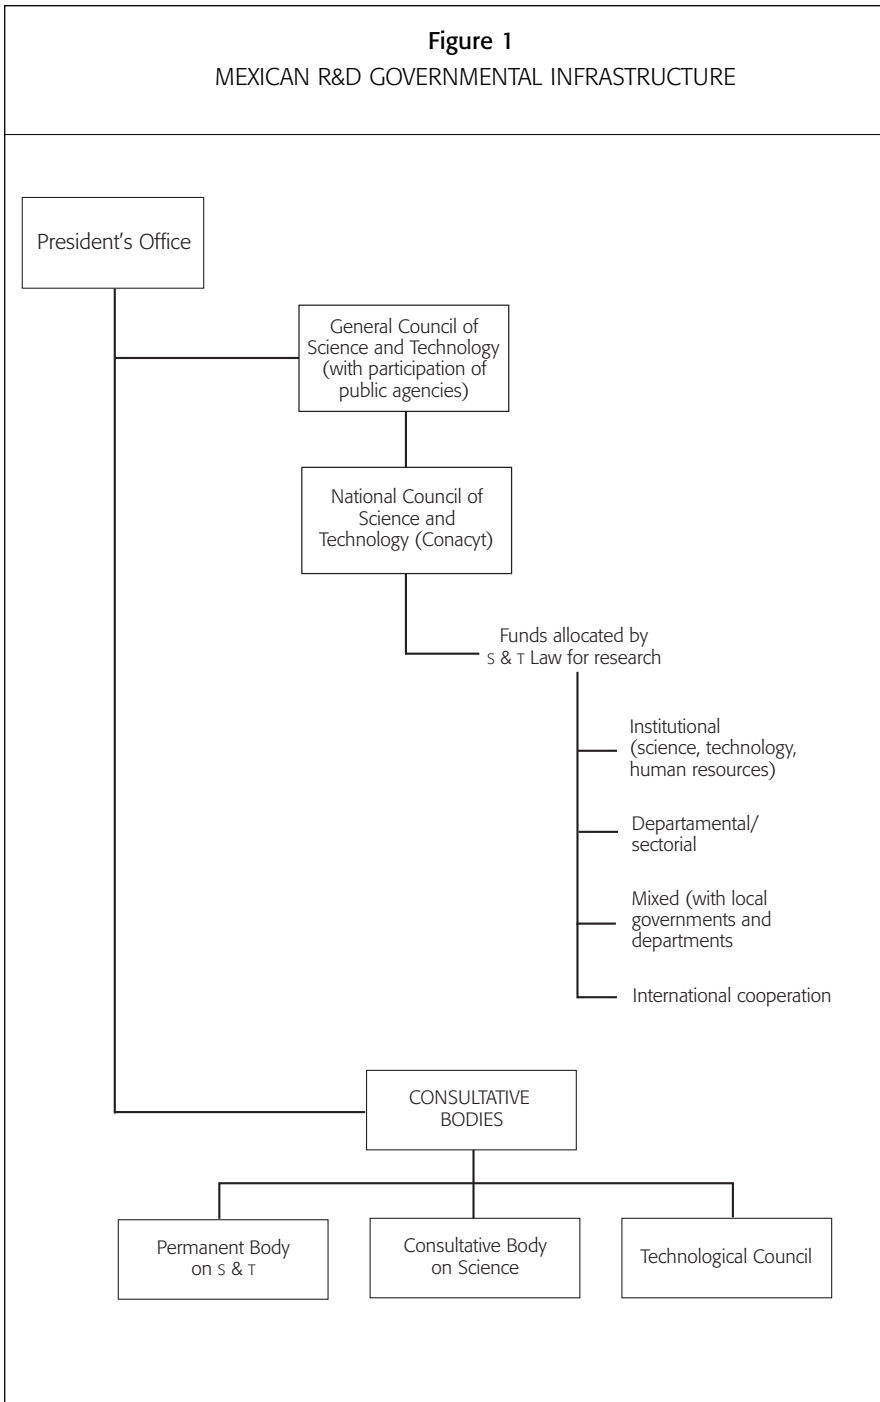 Figure 1
MEXICAN R&D GOVERNMENTAL INFRASTRUCTURE
President's Office
General Council of
Science and Technology
(with participation of
public agencies)
National Council of
Science and
Technology (Conacyt)
Funds allocated by
S & T Law for research
Institutional
(science, technology,
human resources)
Departamental/
sectorial
Mixed (with local
governments and
departments
International cooperation
CONSULTATIVE
BODIES
Permanent Body
on S & T
Consultative Body
on Science
Technological Council